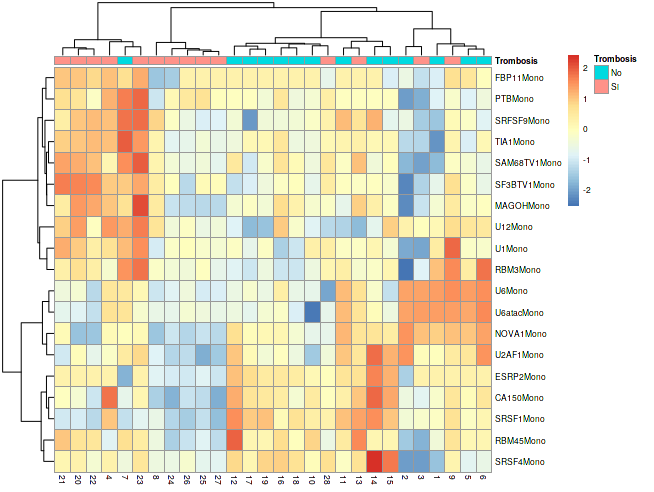 Trombosis
FBP11Mono
PTBMono
SRFSF9Mono
TIA1Mono
SAM68TV1Mono
SF3BTV1Mono
MAGOHMono
U12Mono
U1Mono
RBM3Mono
U6Mono
U6atacMono
NOVA1Mono
U2AF1Mono
ESRP2Mono
CA150Mono
SRSF1Mono
RBM45Mono
SRSF4Mono
21 20 22 4 7 23 8 24 26 25 27 12 17 19 16 18 10 28 11 13 14 15 2 3 1 9 5 6
2
1
0
-1
-2
Trombosis
No
SI